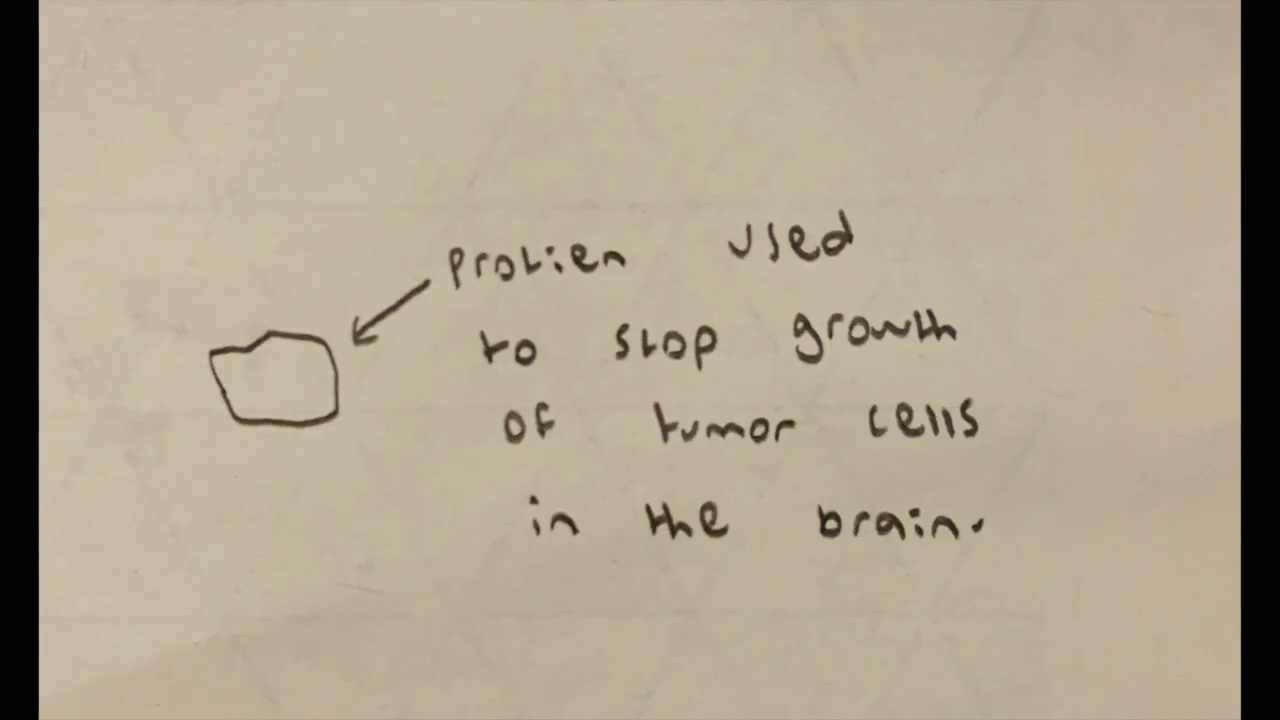 Protien used
to stop growth
of tumor cells
in the brain.